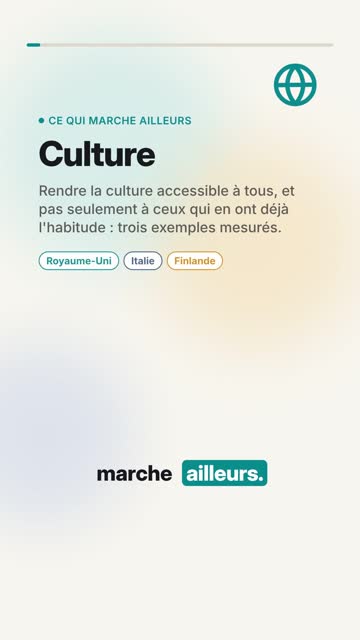 CE QUI MARCHE AILLEURS
Culture
Rendre la culture accessible à tous, et
pas seulement à ceux qui en ont déjà
l'habitude : trois exemples mesurés.
Royaume-Uni Italie Finlande
marche ailleurs.